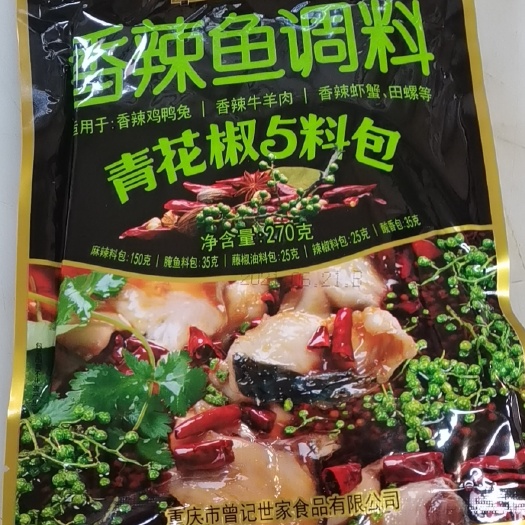 香辣鱼调料
适用于:香辣鸡鸭兔 | 香辣牛羊肉 | 香辣虾蟹、田螺等
青花椒5料包
净含量:270克
麻辣料包:150克 | 腌鱼料包:35克 | 藤椒油料包:25克 | 辣椒料包:25克 | 飘香包:35克
重庆市曾记世家食品有限公司